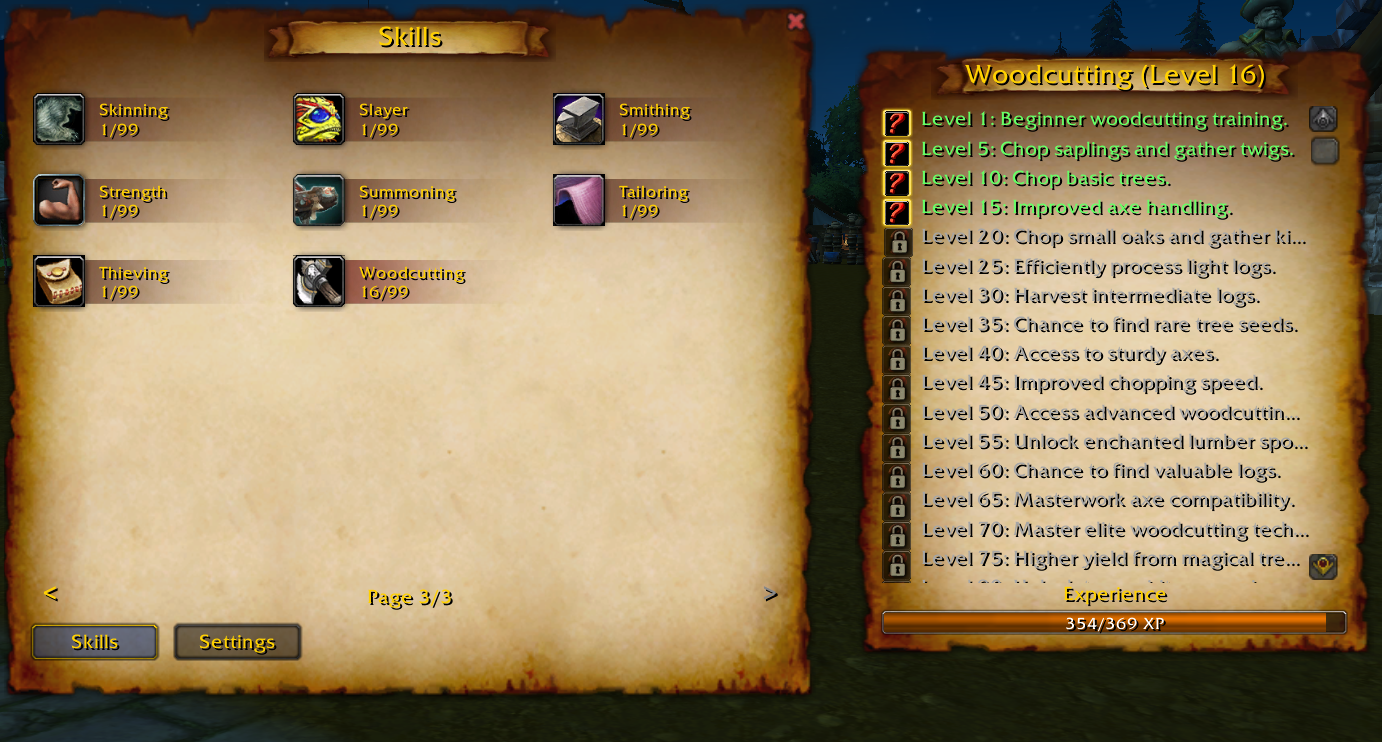 Skills
Skinning
1/99
Slayer
1/99
Smithing
1/99
Strength
1/99
Summoning
1/99
Tailoring
1/99
Thieving
1/99
Woodcutting
16/99
<
Page 3/3
>
Skills
Settings
Woodcutting (Level 16)
Level 1: Beginner woodcutting training.
Level 5: Chop saplings and gather twigs.
Level 10: Chop basic trees.
Level 15: Improved axe handling.
Level 20: Chop small oaks and gather ki...
Level 25: Efficiently process light logs.
Level 30: Harvest intermediate logs.
Level 35: Chance to find rare tree seeds.
Level 40: Access to sturdy axes.
Level 45: Improved chopping speed.
Level 50: Access advanced woodcuttin...
Level 55: Unlock enchanted lumber spo...
Level 60: Chance to find valuable logs.
Level 65: Masterwork axe compatibility.
Level 70: Master elite woodcutting tech...
Level 75: Higher yield from magical tre...
Experience
354/369 XP